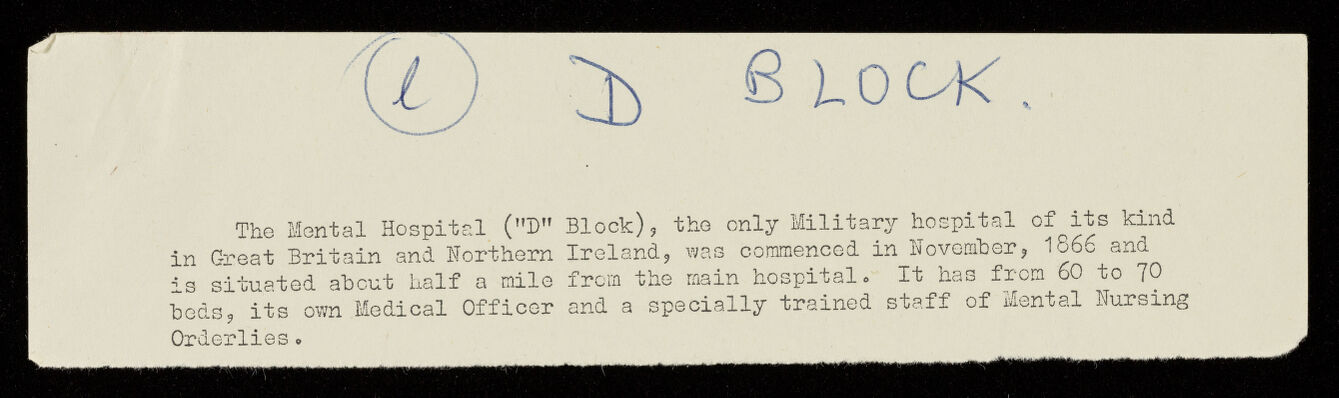 l D BLOCK.
The Mental Hospital ("D" Block), the only Military hospital of its kind
in Great Britain and Northern Ireland, was commenced in November, 1866 and
is situated about half a mile from the main hospital. It has from 60 to 70
beds, its own Medical Officer and a specially trained staff of Mental Nursing
Orderlies.